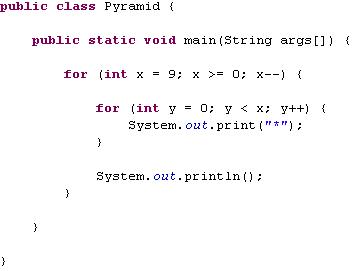 public class Pyramid {
public static void main(String args[]) {
for (int x = 9; x >= 0; x--) {
for (int y = 0; y < x; y++) {
System.out.print("*");
}
System.out.println();
}
}
}